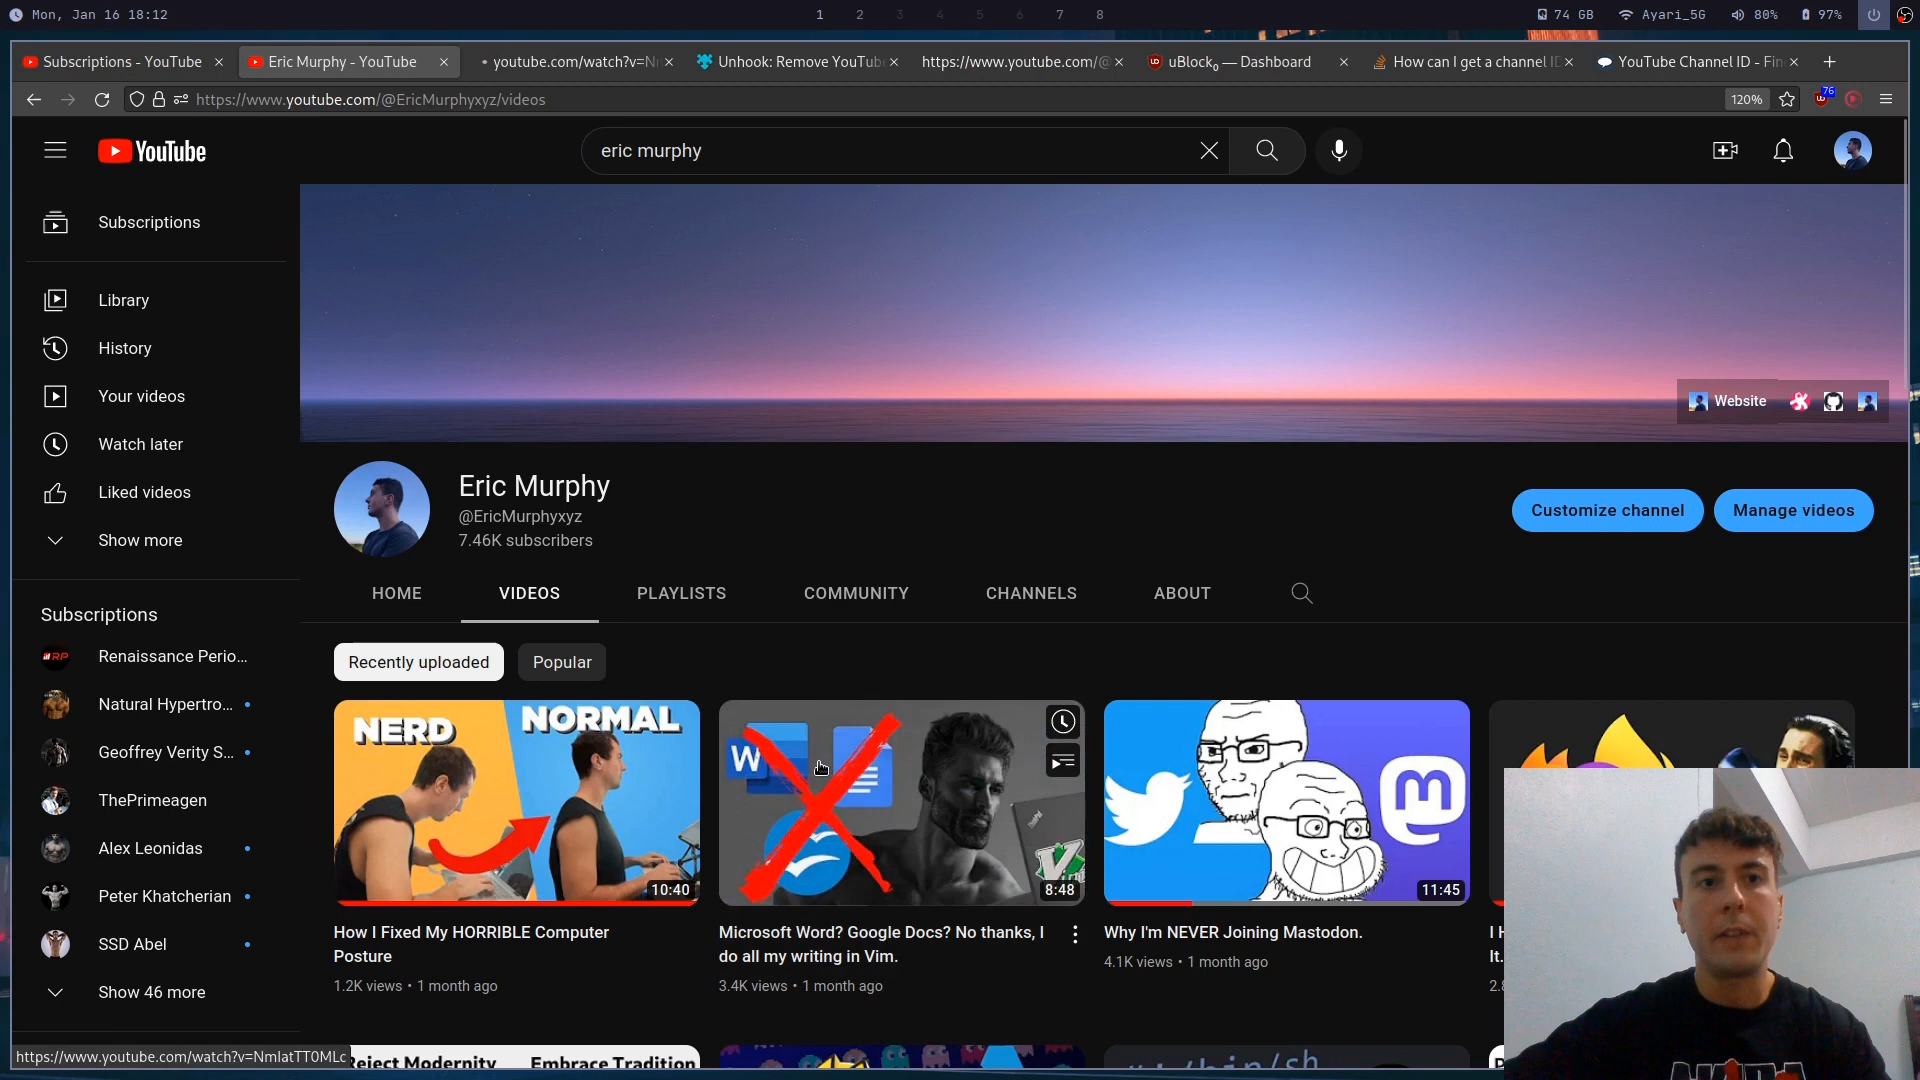 Mon, Jan 16 18:12
1 2 3 4 5 6 7 8
74 GB Ayari_5G 80% 97%
Subscriptions - YouTube
Eric Murphy - YouTube
youtube.com/watch?v=N
Unhook: Remove YouTub
https://www.youtube.com/@
uBlock₀ — Dashboard
How can I get a channel I
YouTube Channel ID - Fin
https://www.youtube.com/@EricMurphyxyz/videos
120%
76
YouTube
eric murphy
Subscriptions
Library
History
Your videos
Watch later
Liked videos
Show more
Subscriptions
Renaissance Perio...
Natural Hypertro...
Geoffrey Verity S...
ThePrimeagen
Alex Leonidas
Peter Khatcherian
SSD Abel
Show 46 more
https://www.youtube.com/watch?v=NmlatTT0MLc
Website
Eric Murphy
@EricMurphyxyz
7.46K subscribers
Customize channel
Manage videos
HOME VIDEOS PLAYLISTS COMMUNITY CHANNELS ABOUT
Recently uploaded
Popular
NERD NORMAL
10:40
W
8:48
11:45
How I Fixed My HORRIBLE Computer
Posture
1.2K views • 1 month ago
Microsoft Word? Google Docs? No thanks, I
do all my writing in Vim.
3.4K views • 1 month ago
Why I'm NEVER Joining Mastodon.
4.1K views • 1 month ago
It.
Reject Modernity
Embrace Tradition
#!/bin/sh